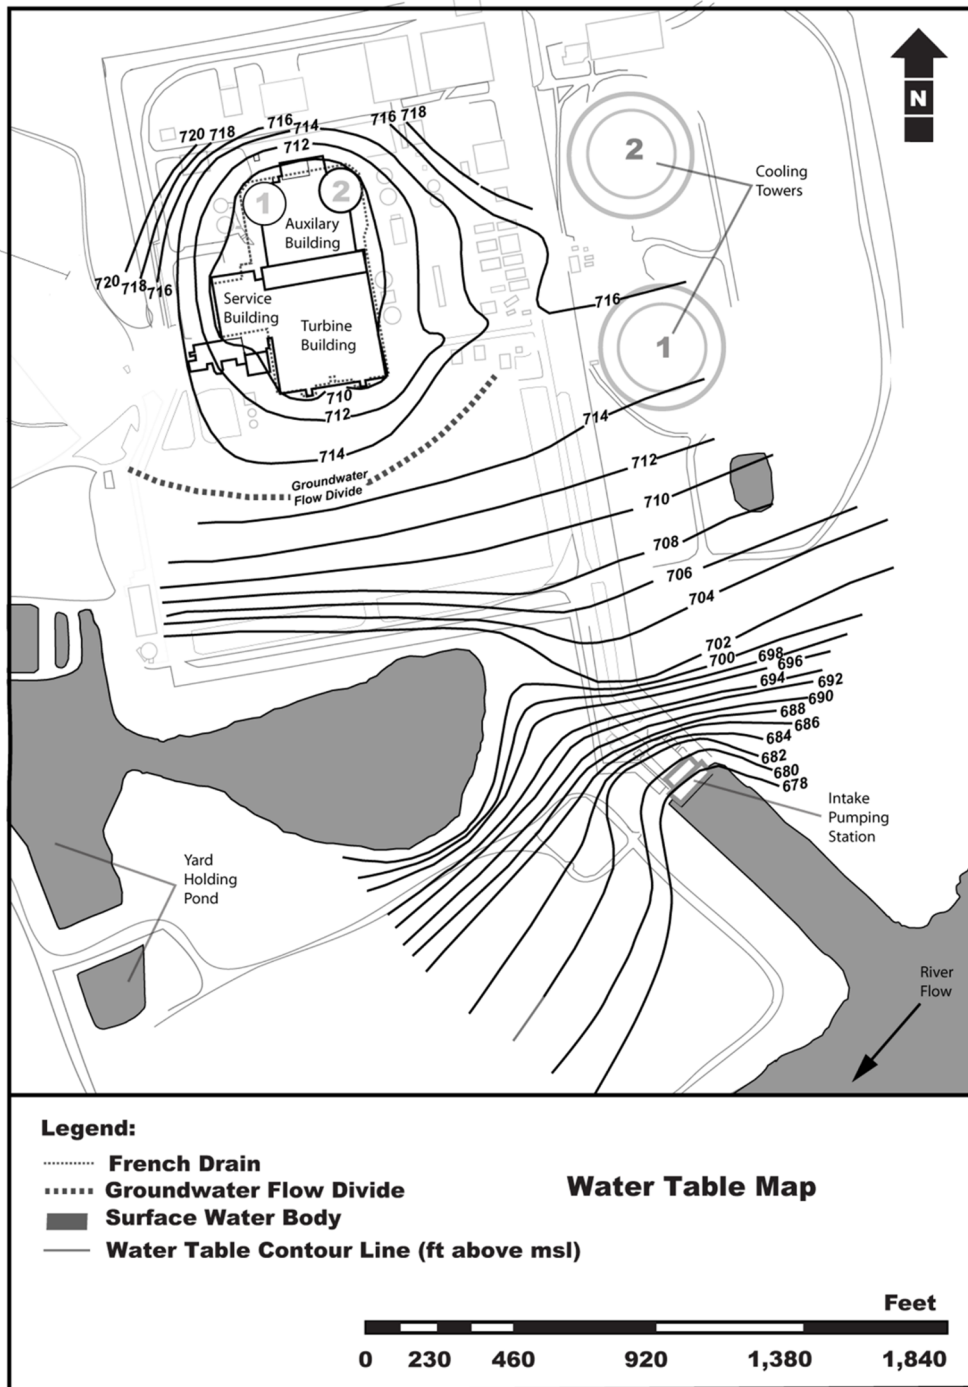 N
720 718 716 714 712 716 718
2
Cooling
Towers
1 2
Auxilary
Building
720 718 716
Service
Building
Turbine
Building
716
1
710
712
714
714
Groundwater
Flow Divide
712
710
708
706
704
702
700 698
696
694 692
690
688
686
684
682
680
678
Intake
Pumping
Station
Yard
Holding
Pond
River
Flow
Legend:
French Drain
Groundwater Flow Divide
Surface Water Body
Water Table Contour Line (ft above msl)
Water Table Map
Feet
0 230 460 920 1,380 1,840